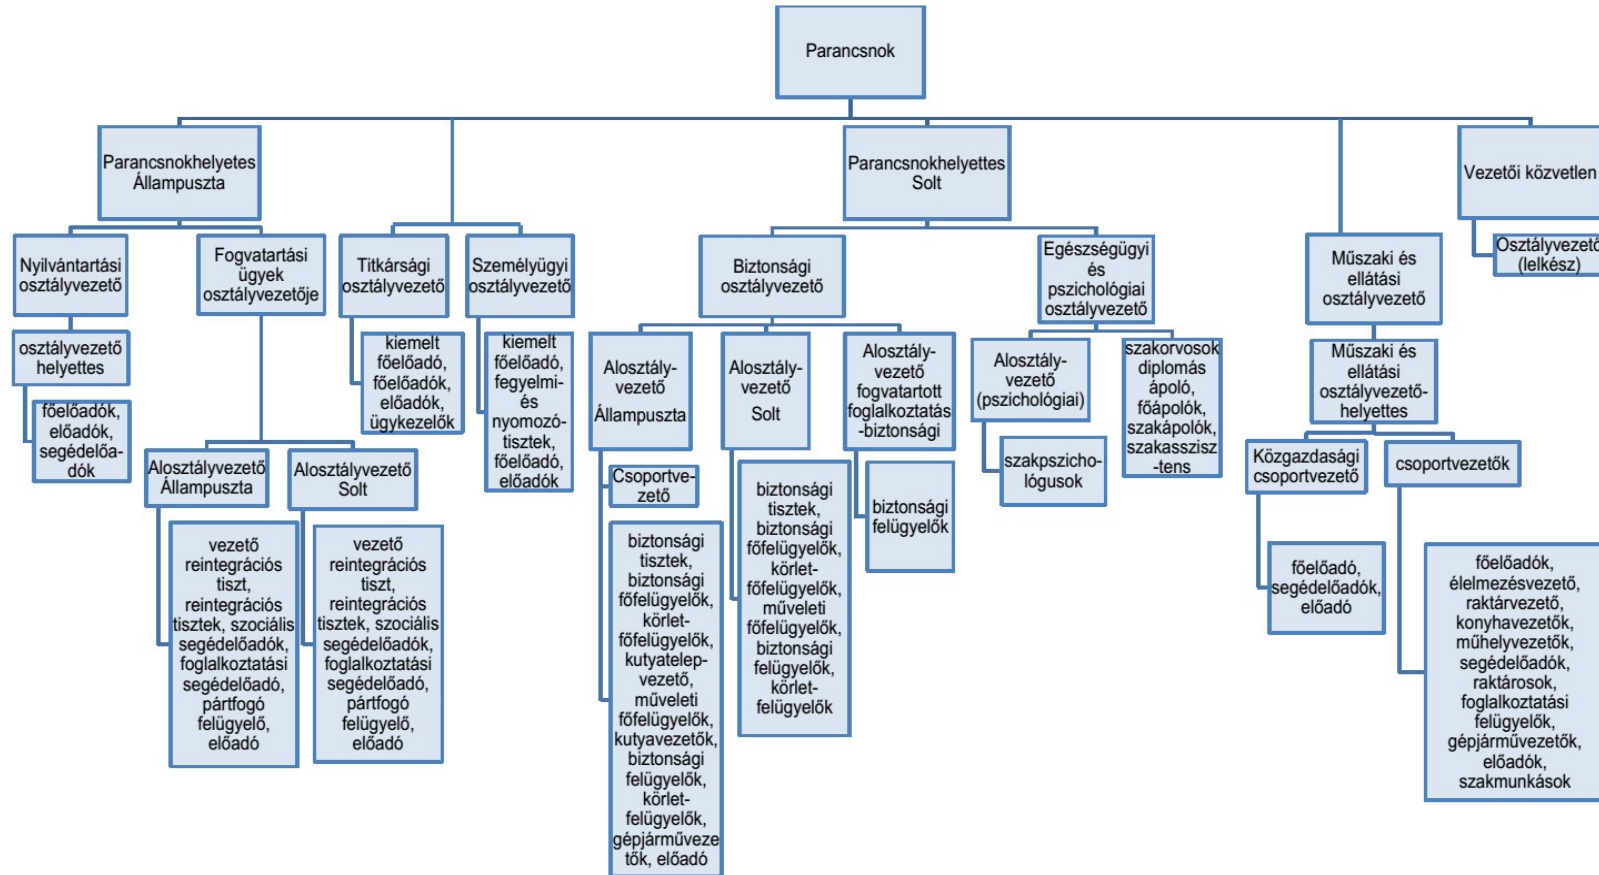 Parancsnok
Parancsnokhelyetes
Állampuszta
Parancsnokhelyettes
Solt
Vezetői közvetlen
Nyilvántartási
osztályvezető
Fogvatartási
ügyek
osztályvezetője
Titkársági
osztályvezető
Személyügyi
osztályvezető
Biztonsági
osztályvezető
Egészségügyi
és
pszichológiai
osztályvezető
Műszaki és
ellátási
osztályvezető
Osztályvezető
(lelkész)
osztályvezető
helyettes
főelőadók,
előadók,
segédelőa-
dók
Alosztályvezető
Állampuszta
Alosztályvezető
Solt
vezető
reintegrációs
tiszt,
reintegrációs
tisztek, szociális
segédelőadók,
foglalkoztatási
segédelőadó,
pártfogó
felügyelő,
előadó
vezető
reintegrációs
tiszt,
reintegrációs
tisztek, szociális
segédelőadók,
foglalkoztatási
segédelőadó,
pártfogó
felügyelő,
előadó
kiemelt
főelőadó,
főelőadók,
előadók,
ügykezelők
kiemelt
főelőadó,
fegyelmi-
és
nyomozó-
tisztek,
főelőadó,
előadók
Alosztály-
vezető
Állampuszta
Csoportve-
zető
biztonsági
tisztek,
biztonsági
főfelügyelők,
körlet-
főfelügyelők,
kutyatelep-
vezető,
műveleti
főfelügyelők,
kutyavezetők,
biztonsági
felügyelők,
körlet-
felügyelők,
gépjárműveze
tők, előadó
Alosztály-
vezető
Solt
biztonsági
tisztek,
biztonsági
főfelügyelők,
körlet-
főfelügyelők,
műveleti
főfelügyelők,
biztonsági
felügyelők,
körlet-
felügyelők
Alosztály-
vezető
fogvatartott
foglalkoztatás
-biztonsági
biztonsági
felügyelők
Alosztály-
vezető
(pszichológiai)
szakpszicho-
lógusok
szakorvosok
diplomás
ápoló,
főápolók,
szakápolók,
szakasszisz
-tens
Műszaki és
ellátási
osztályvezető-
helyettes
Közgazdasági
csoportvezető
főelőadó,
segédelőadók,
előadó
csoportvezetők
főelőadók,
élelmezésvezető,
raktárvezető,
konyhavezetők,
műhelyvezetők,
segédelőadók,
raktárosok,
foglalkoztatási
felügyelők,
gépjárművezetők,
előadók,
szakmunkások